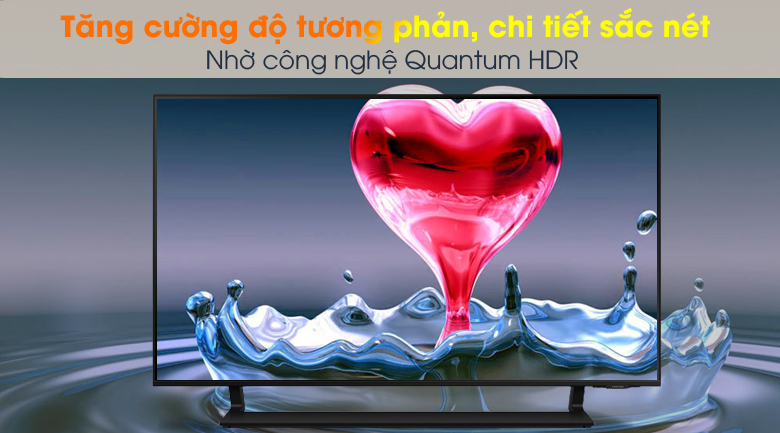 Tăng cường độ tương phản, chi tiết sắc nét
Nhờ công nghệ Quantum HDR